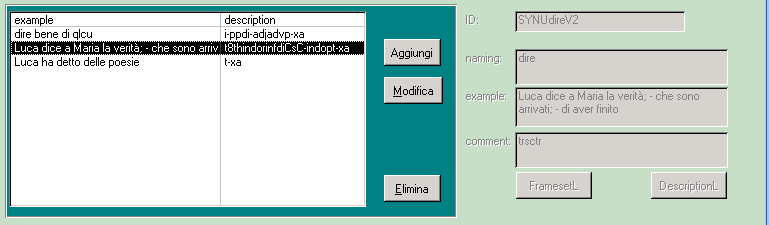 example description
dire bene di qlcu i-ppdi-adjadvp-xa
Luca dice a Maria la verità; - che sono arriv t8thindorinfdiCsC-indopt-xa
Luca ha detto delle poesie t-xa
Aggiungi
Modifica
Elimina
ID: SYNUdireV2
naming: dire
example: Luca dice a Maria la verità; - che sono
arrivati; - di aver finito
comment: trsctr
FramesetL DescriptionL